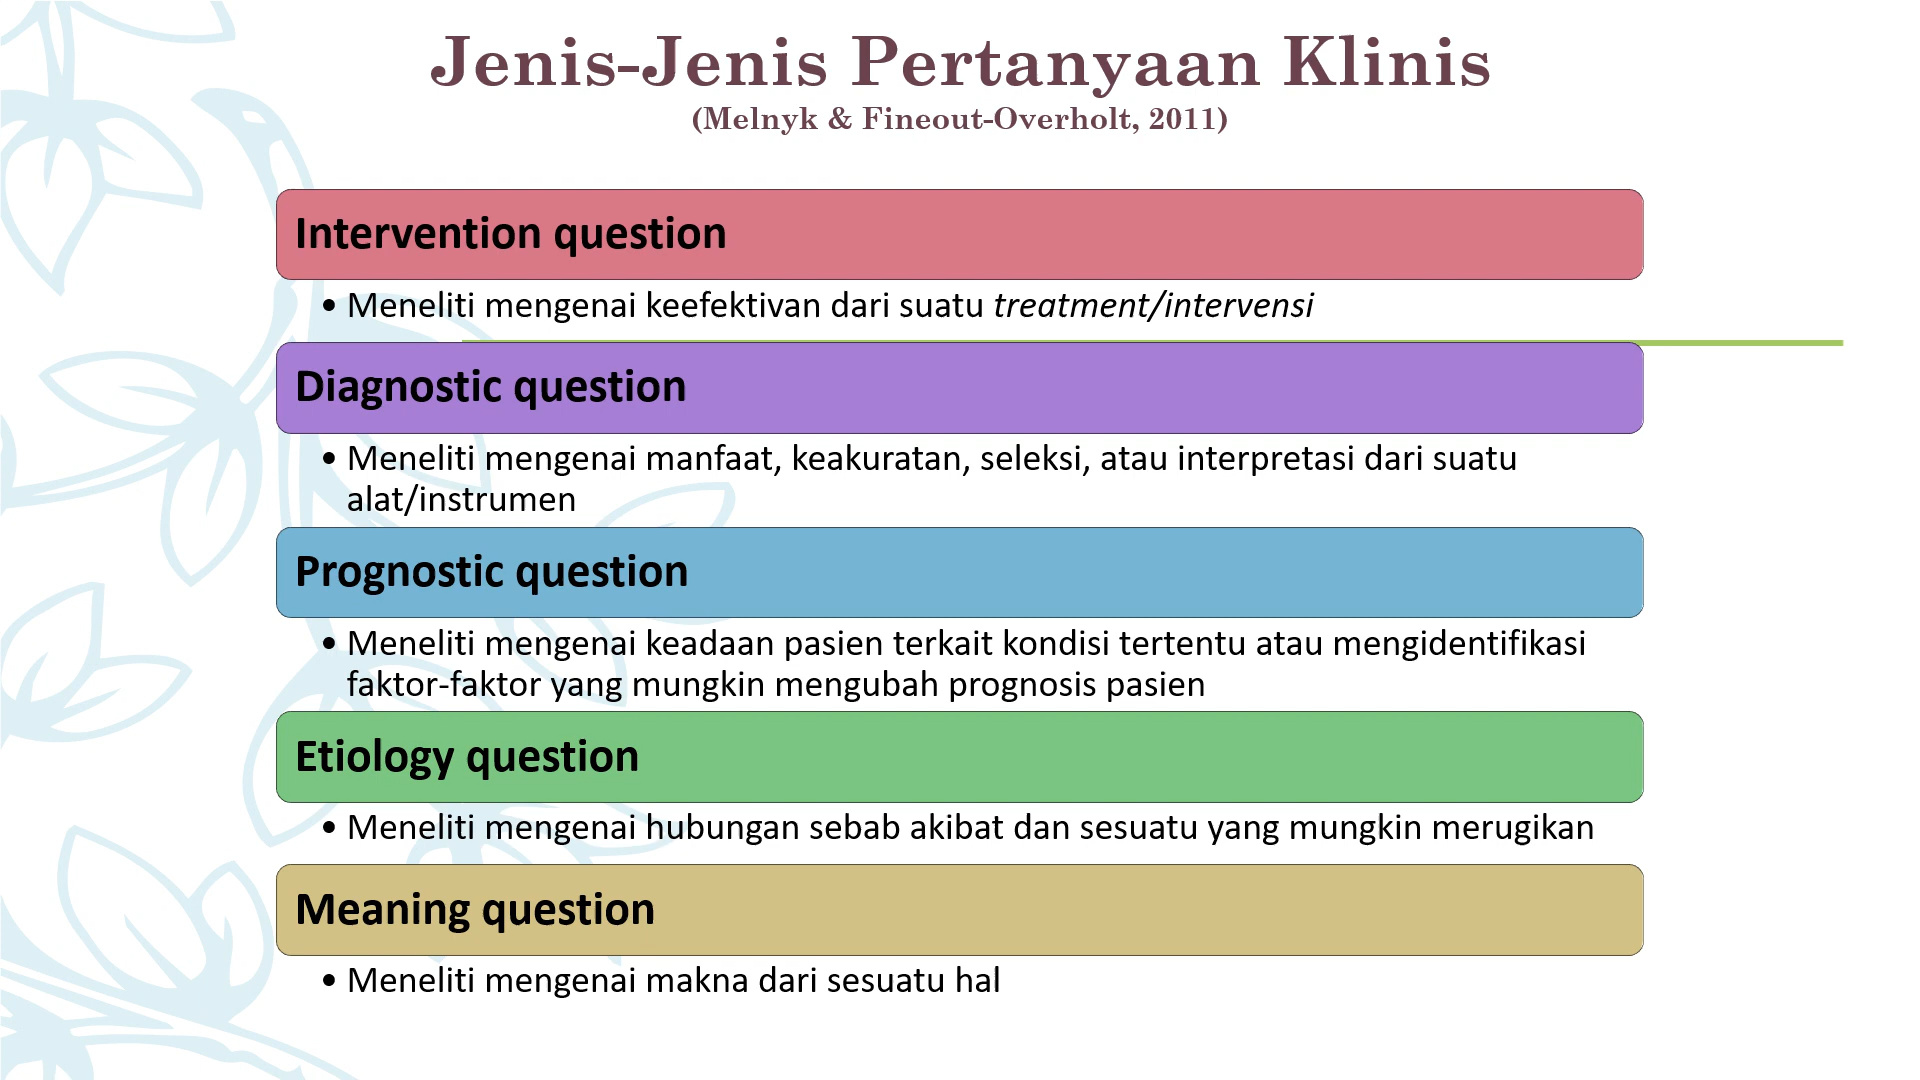 Jenis-Jenis Pertanyaan Klinis
(Melnyk & Fineout-Overholt, 2011)
Intervention question
• Meneliti mengenai keefektivan dari suatu treatment/intervensi
Diagnostic question
• Meneliti mengenai manfaat, keakuratan, seleksi, atau interpretasi dari suatu
alat/instrumen
Prognostic question
• Meneliti mengenai keadaan pasien terkait kondisi tertentu atau mengidentifikasi
faktor-faktor yang mungkin mengubah prognosis pasien
Etiology question
• Meneliti mengenai hubungan sebab akibat dan sesuatu yang mungkin merugikan
Meaning question
• Meneliti mengenai makna dari sesuatu hal